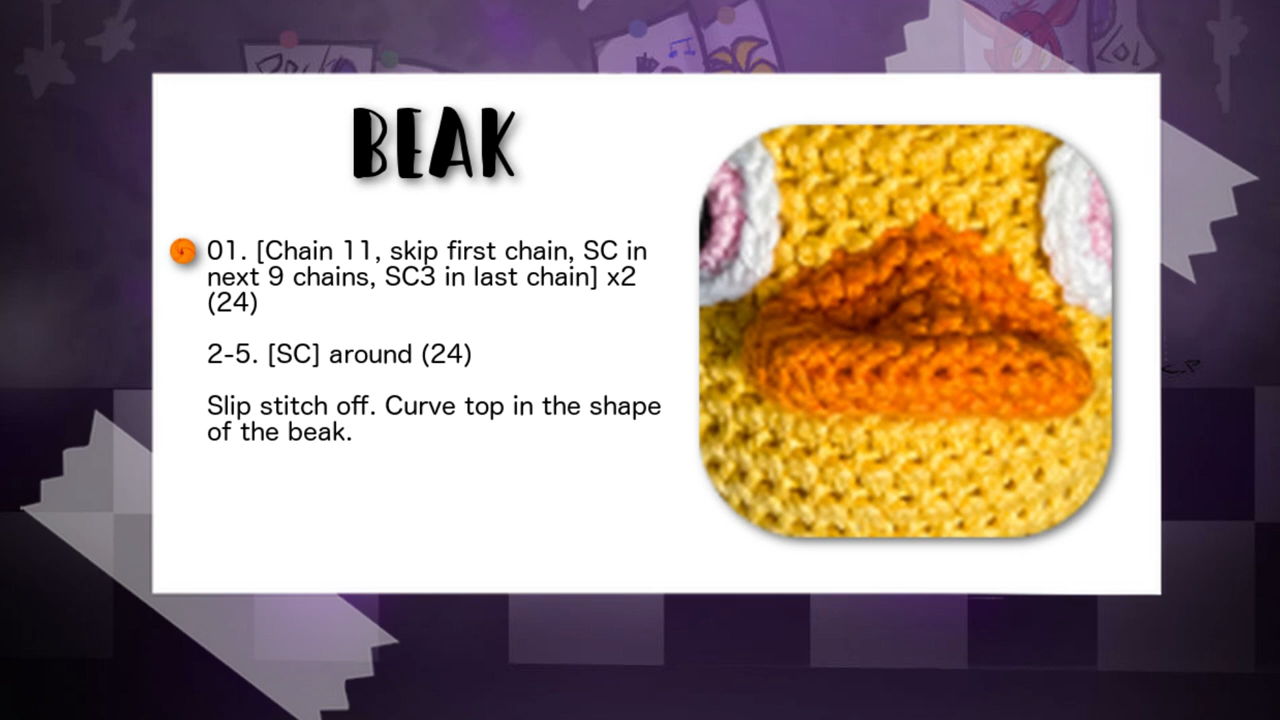 BEAK
01. [Chain 11, skip first chain, SC in
next 9 chains, SC3 in last chain] x2
(24)
2-5. [SC] around (24)
Slip stitch off. Curve top in the shape
of the beak.
LOL